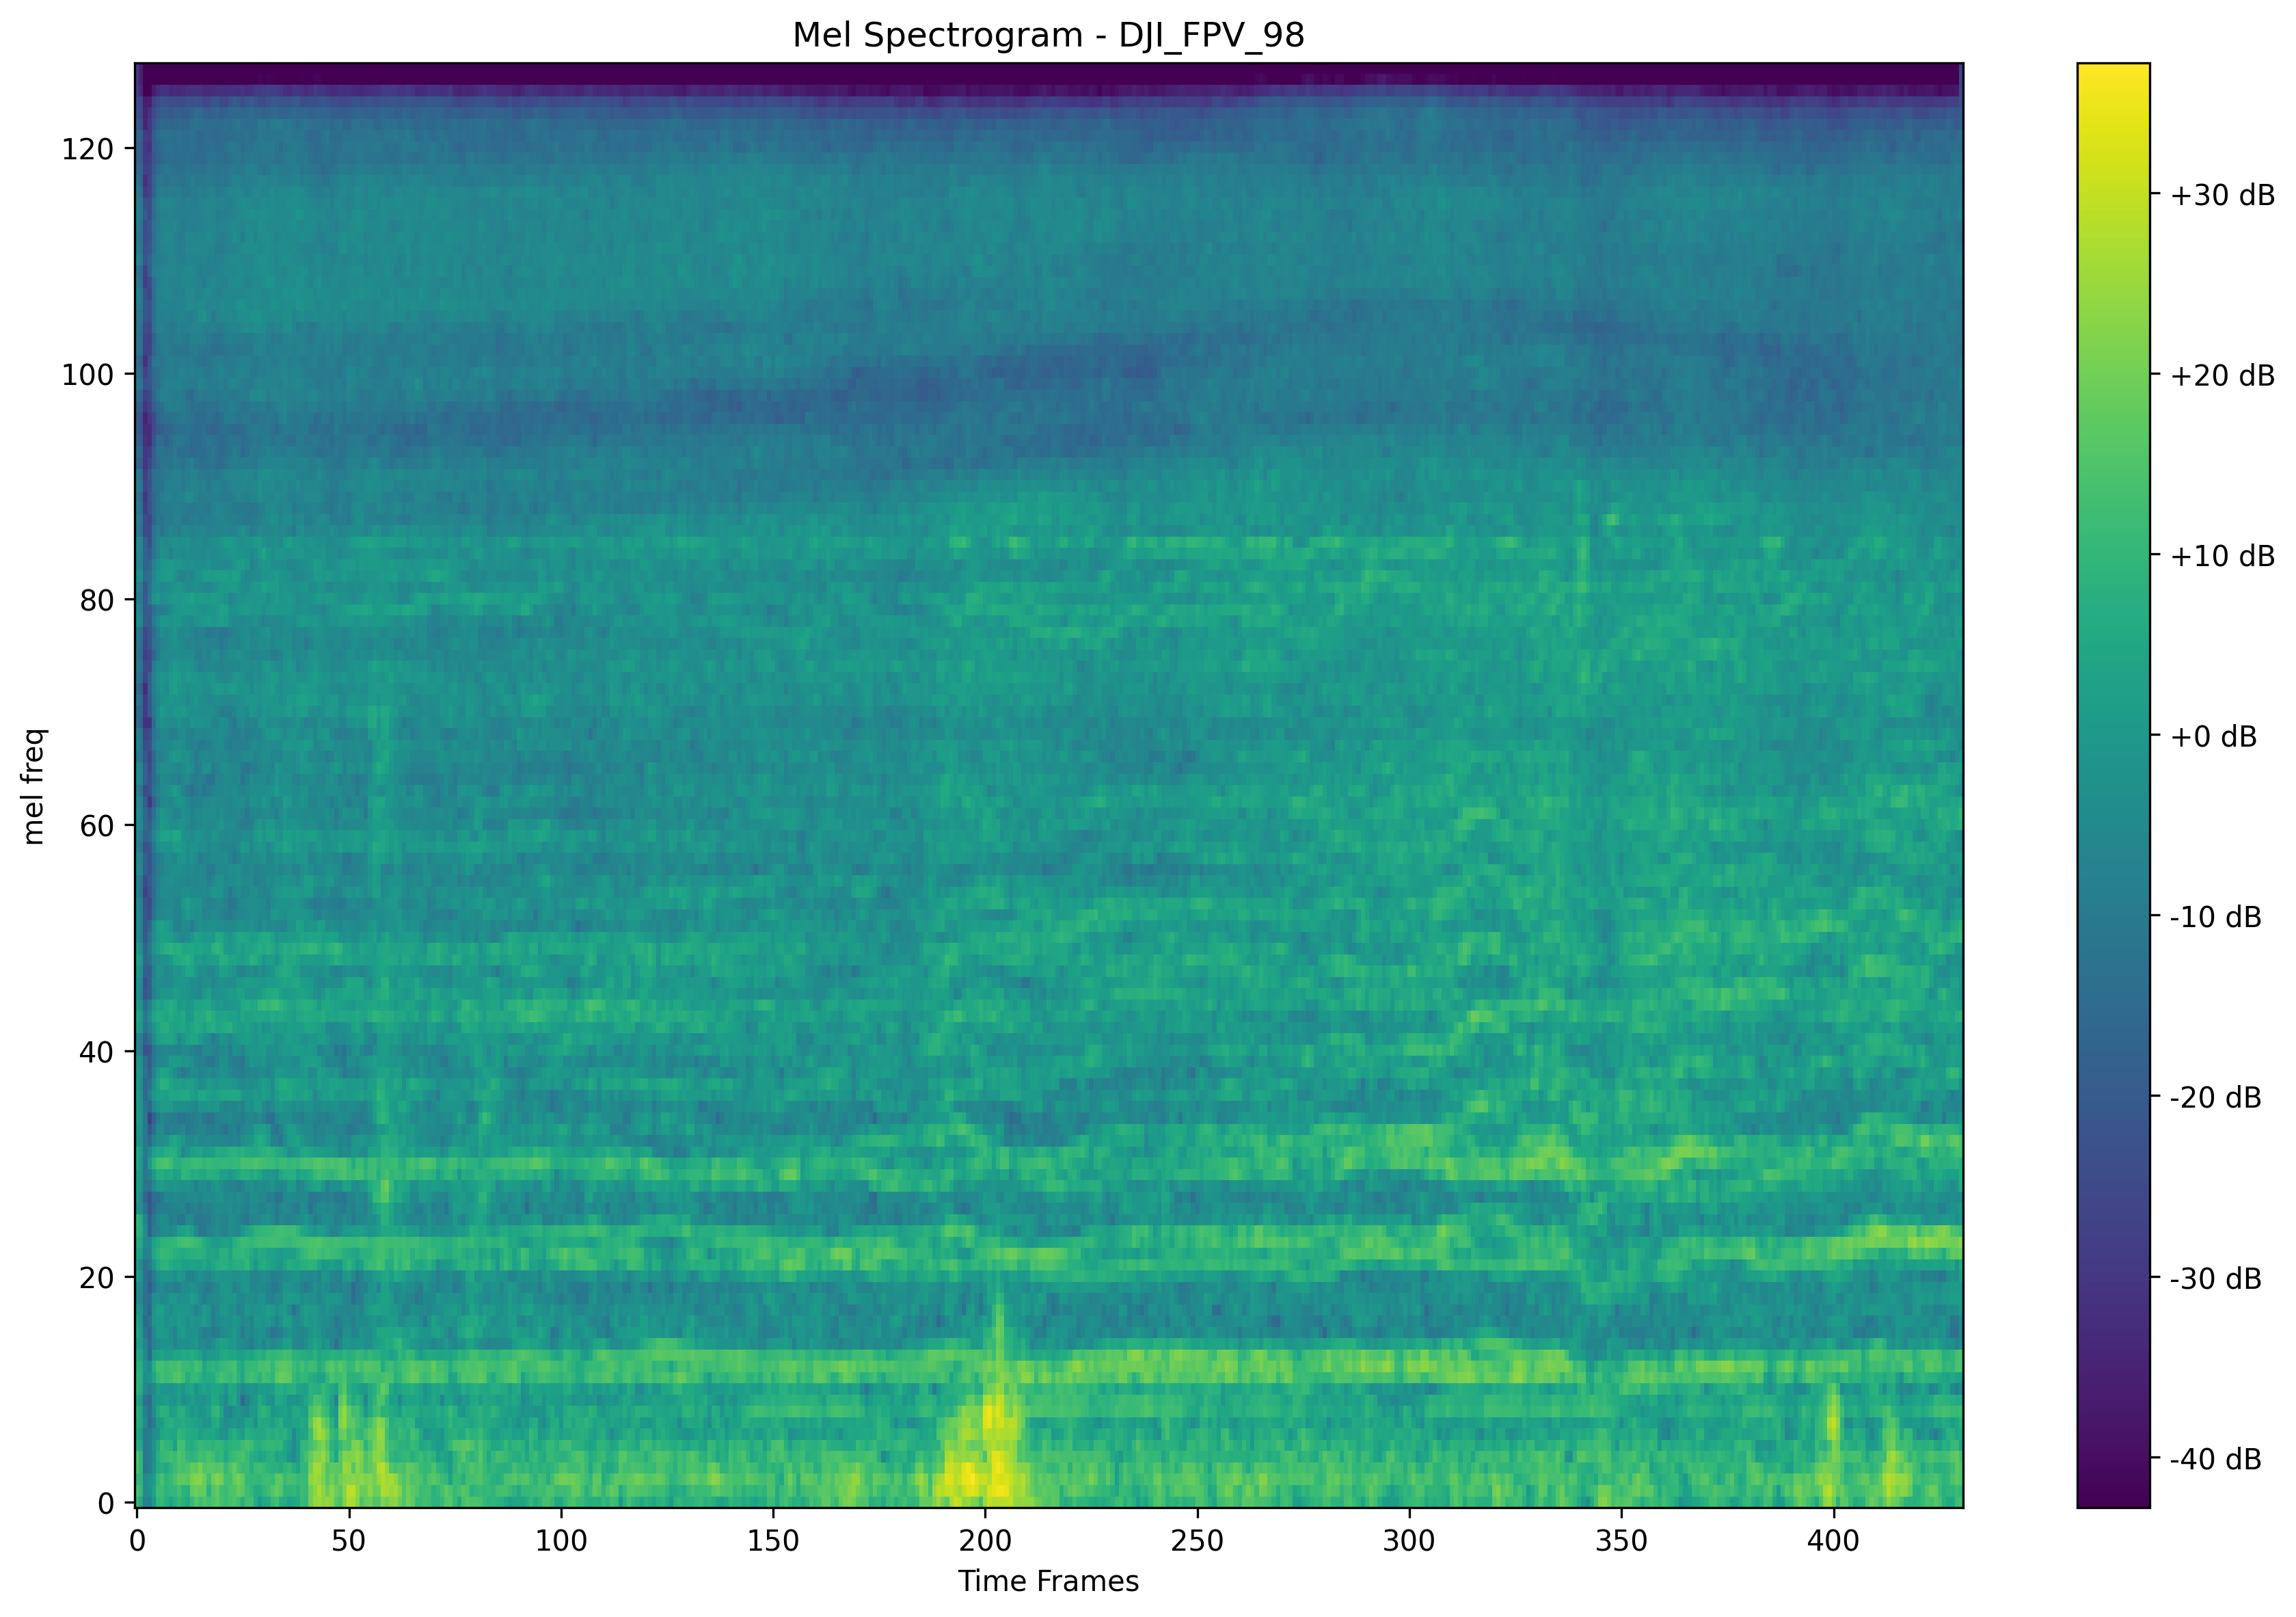 Mel Spectrogram - DJI_FPV_98
mel freq
120
100
80
60
40
20
0
0 50 100 150 200 250 300 350 400
Time Frames
+30 dB
+20 dB
+10 dB
+0 dB
-10 dB
-20 dB
-30 dB
-40 dB